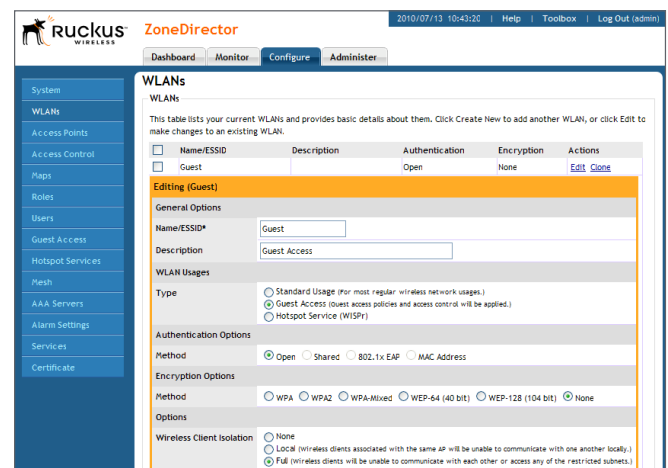 2010/07/13 10:43:20 | Help | Toolbox | Log Out (admin)
Ruckus
WIRELESS
ZoneDirector
Dashboard Monitor Configure Administer
System
WLANs
Access Points
Access Control
Maps
Roles
Users
Guest Access
Hotspot Services
Mesh
AAA Servers
Alarm Settings
Services
Certificate
WLANs
WLANs
This table lists your current WLANs and provides basic details about them. Click Create New to add another WLAN, or click Edit to
make changes to an existing WLAN.
Name/ESSID Description Authentication Encryption Actions
Guest Open None Edit Clone
Editing (Guest)
General Options
Name/ESSID* Guest
Description Guest Access
WLAN Usages
Type Standard Usage (For most regular wireless network usages.)
Guest Access (Guest access policies and access control will be applied.)
Hotspot Service (WISPr)
Authentication Options
Method Open Shared 802.1x EAP MAC Address
Encryption Options
Method WPA WPA2 WPA-Mixed WEP-64 (40 bit) WEP-128 (104 bit) None
Options
Wireless Client Isolation None
Local (Wireless clients associated with the same AP will be unable to communicate with one another locally.)
Full (Wireless clients will be unable to communicate with each other or access any of the restricted subnets.)